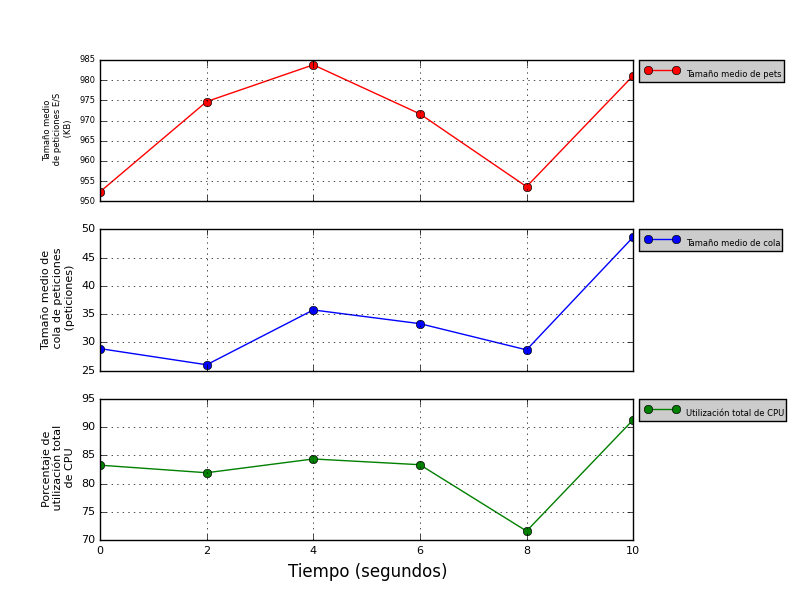 985
980
975
970
965
960
955
950
Tamaño medio
de peticiones E/S
(KB)
Tamaño medio de pets
50
45
40
35
30
25
Tamaño medio de
cola de peticiones
(peticiones)
Tamaño medio de cola
95
90
85
80
75
70
Porcentaje de
utilización total
de CPU
Utilización total de CPU
0 2 4 6 8 10
Tiempo (segundos)